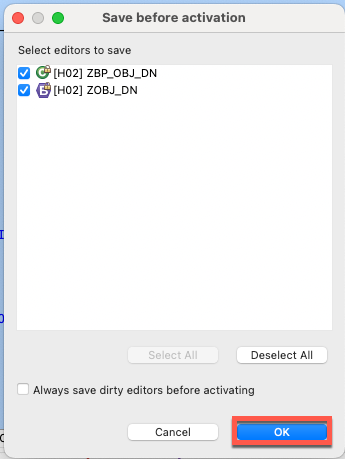 Save before activation
Select editors to save
[H02] ZBP_OBJ_DN
[H02] ZOBJ_DN
Select All
Deselect All
Always save dirty editors before activating
Cancel
OK